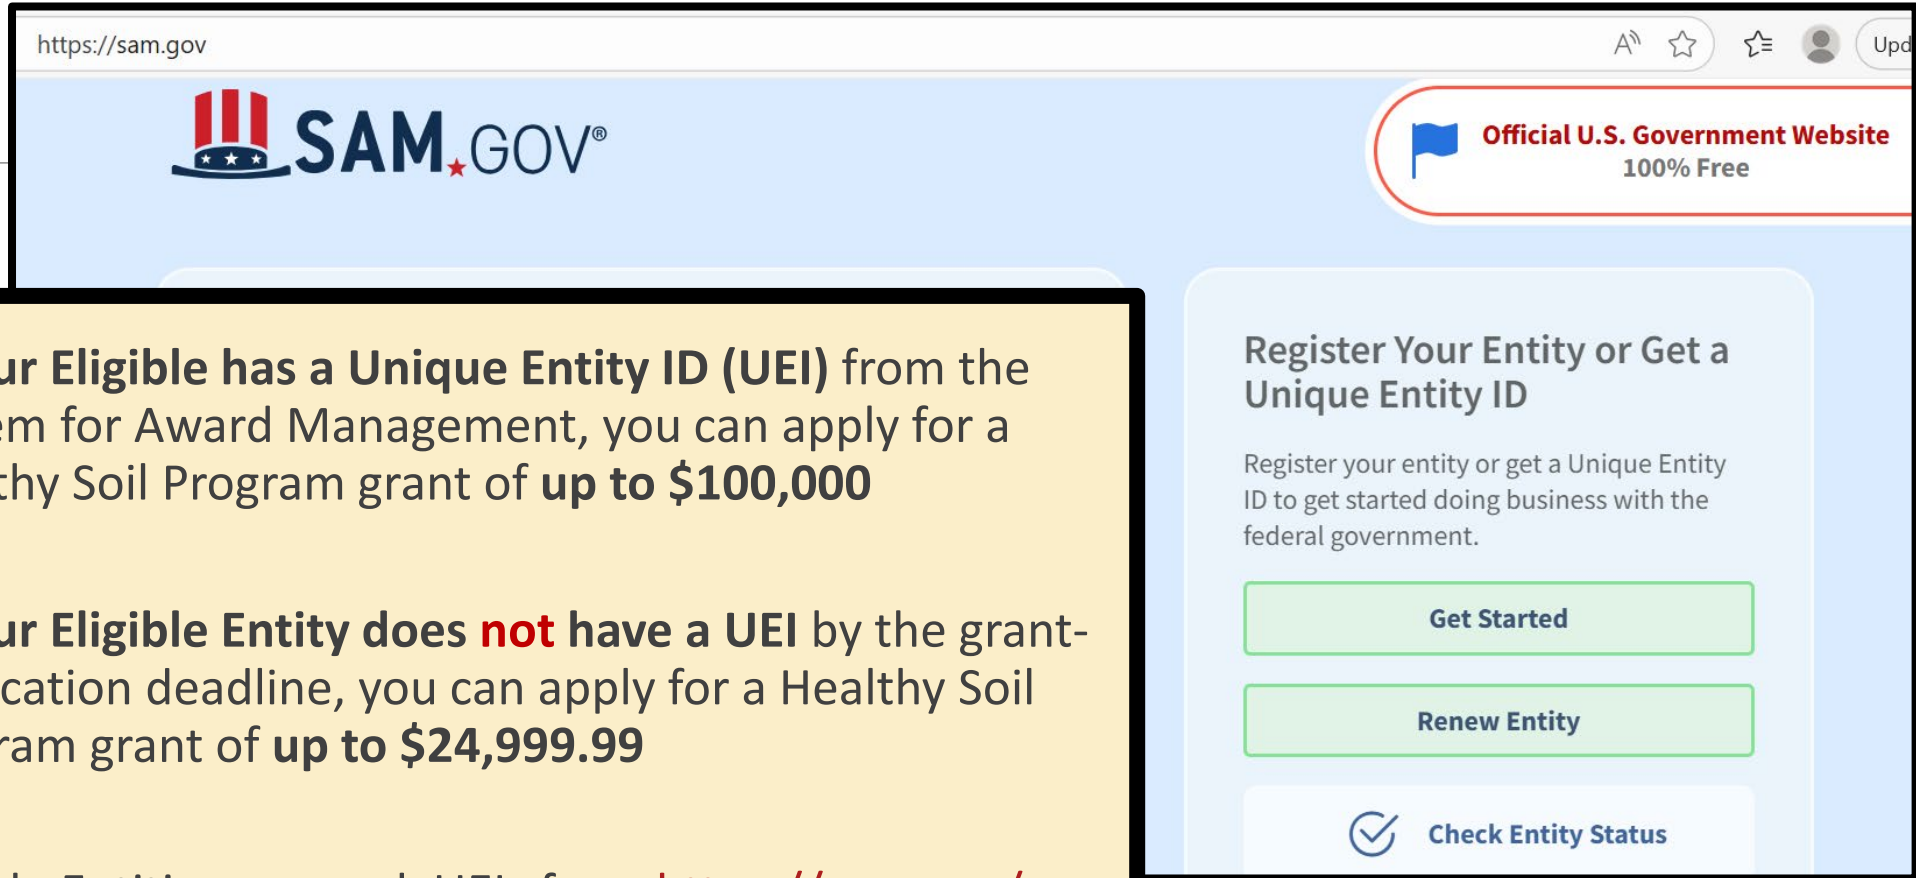 https://sam.gov
Upd
SAM.GOV®
Official U.S. Government Website
100% Free
ur Eligible has a Unique Entity ID (UEI) from the
em for Award Management, you can apply for a
thy Soil Program grant of up to $100,000
ur Eligible Entity does not have a UEI by the grant-
ication deadline, you can apply for a Healthy Soil
ram grant of up to $24,999.99
Register Your Entity or Get a
Unique Entity ID
Register your entity or get a Unique Entity
ID to get started doing business with the
federal government.
Get Started
Renew Entity
Check Entity Status